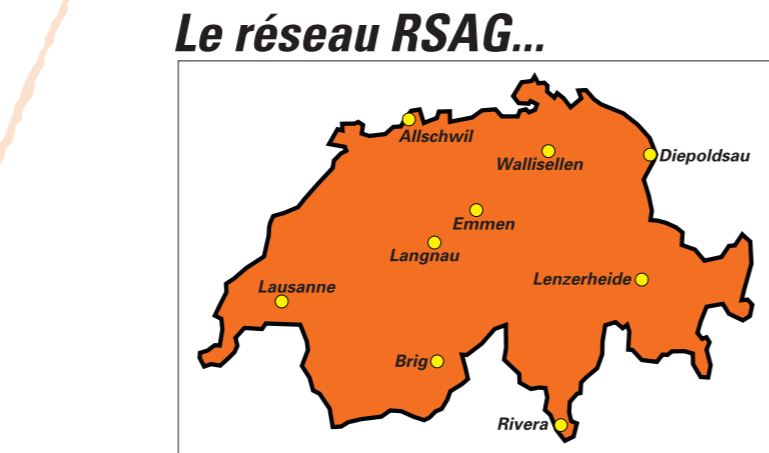 Le réseau RSAG...
Allschwil
Wallisellen
Diepoldsau
Emmen
Langnau
Lenzerheide
Lausanne
Brig
Rivera